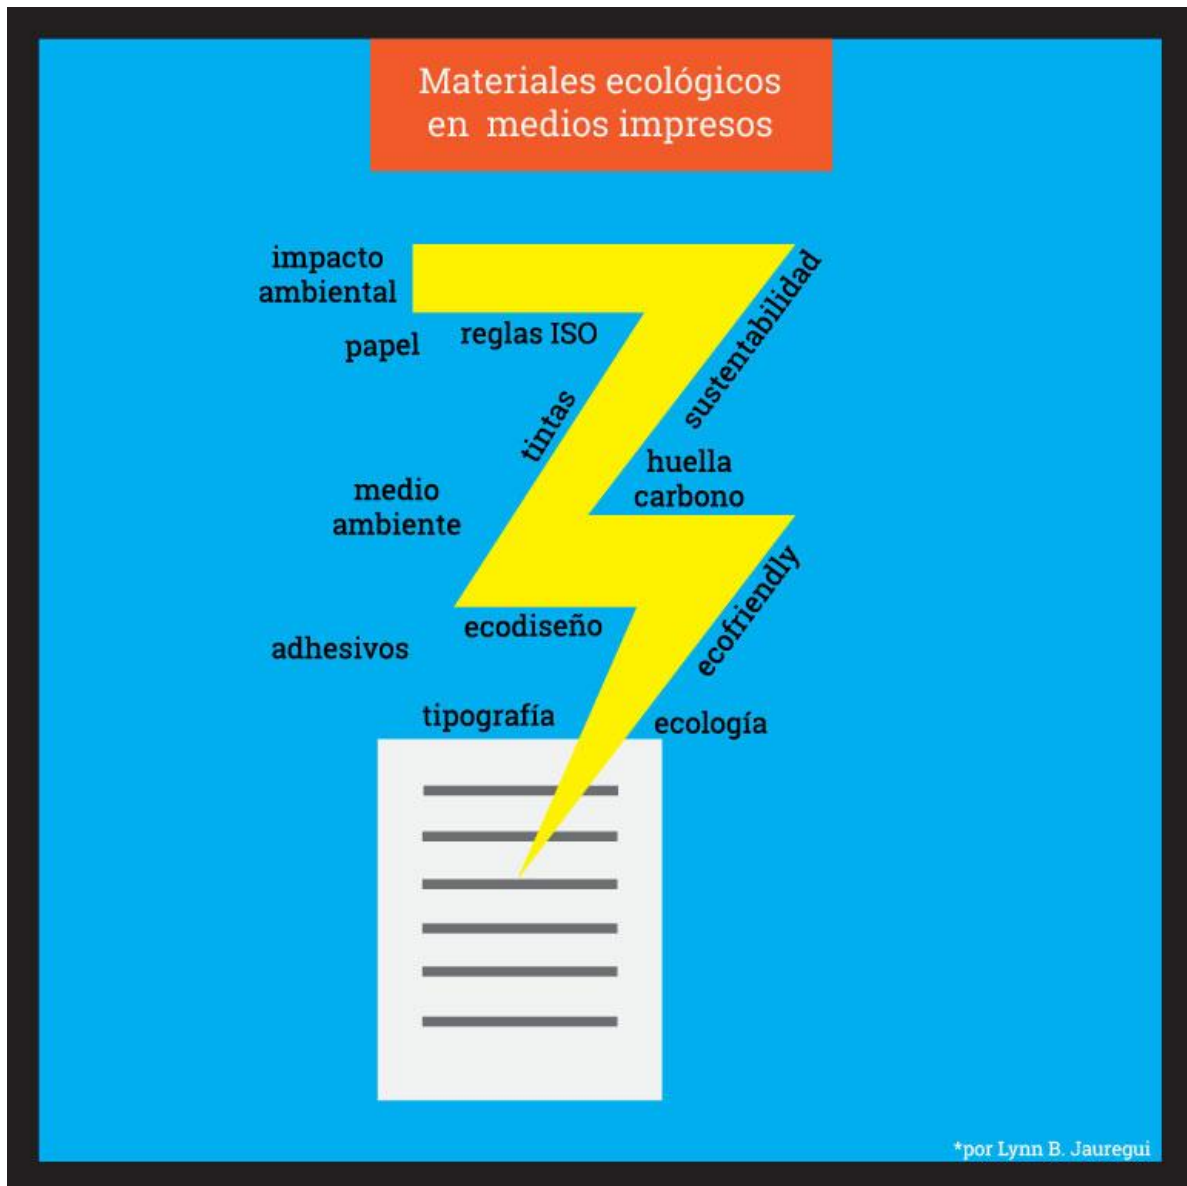 Materiales ecológicos
en medios impresos
impacto
ambiental
papel
reglas ISO
sustentabilidad
tintas
huella
carbono
medio
ambiente
ecofriendly
ecodiseño
adhesivos
tipografía
ecología
*por Lynn B. Jauregui